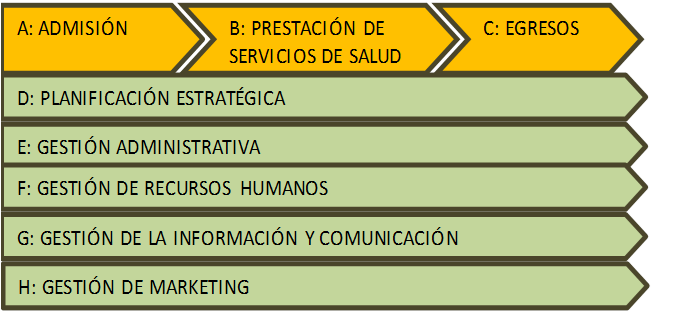 A: ADMISIÓN
B: PRESTACIÓN DE
SERVICIOS DE SALUD
C: EGRESOS
D: PLANIFICACIÓN ESTRATÉGICA
E: GESTIÓN ADMINISTRATIVA
F: GESTIÓN DE RECURSOS HUMANOS
G: GESTIÓN DE LA INFORMACIÓN Y COMUNICACIÓN
H: GESTIÓN DE MARKETING